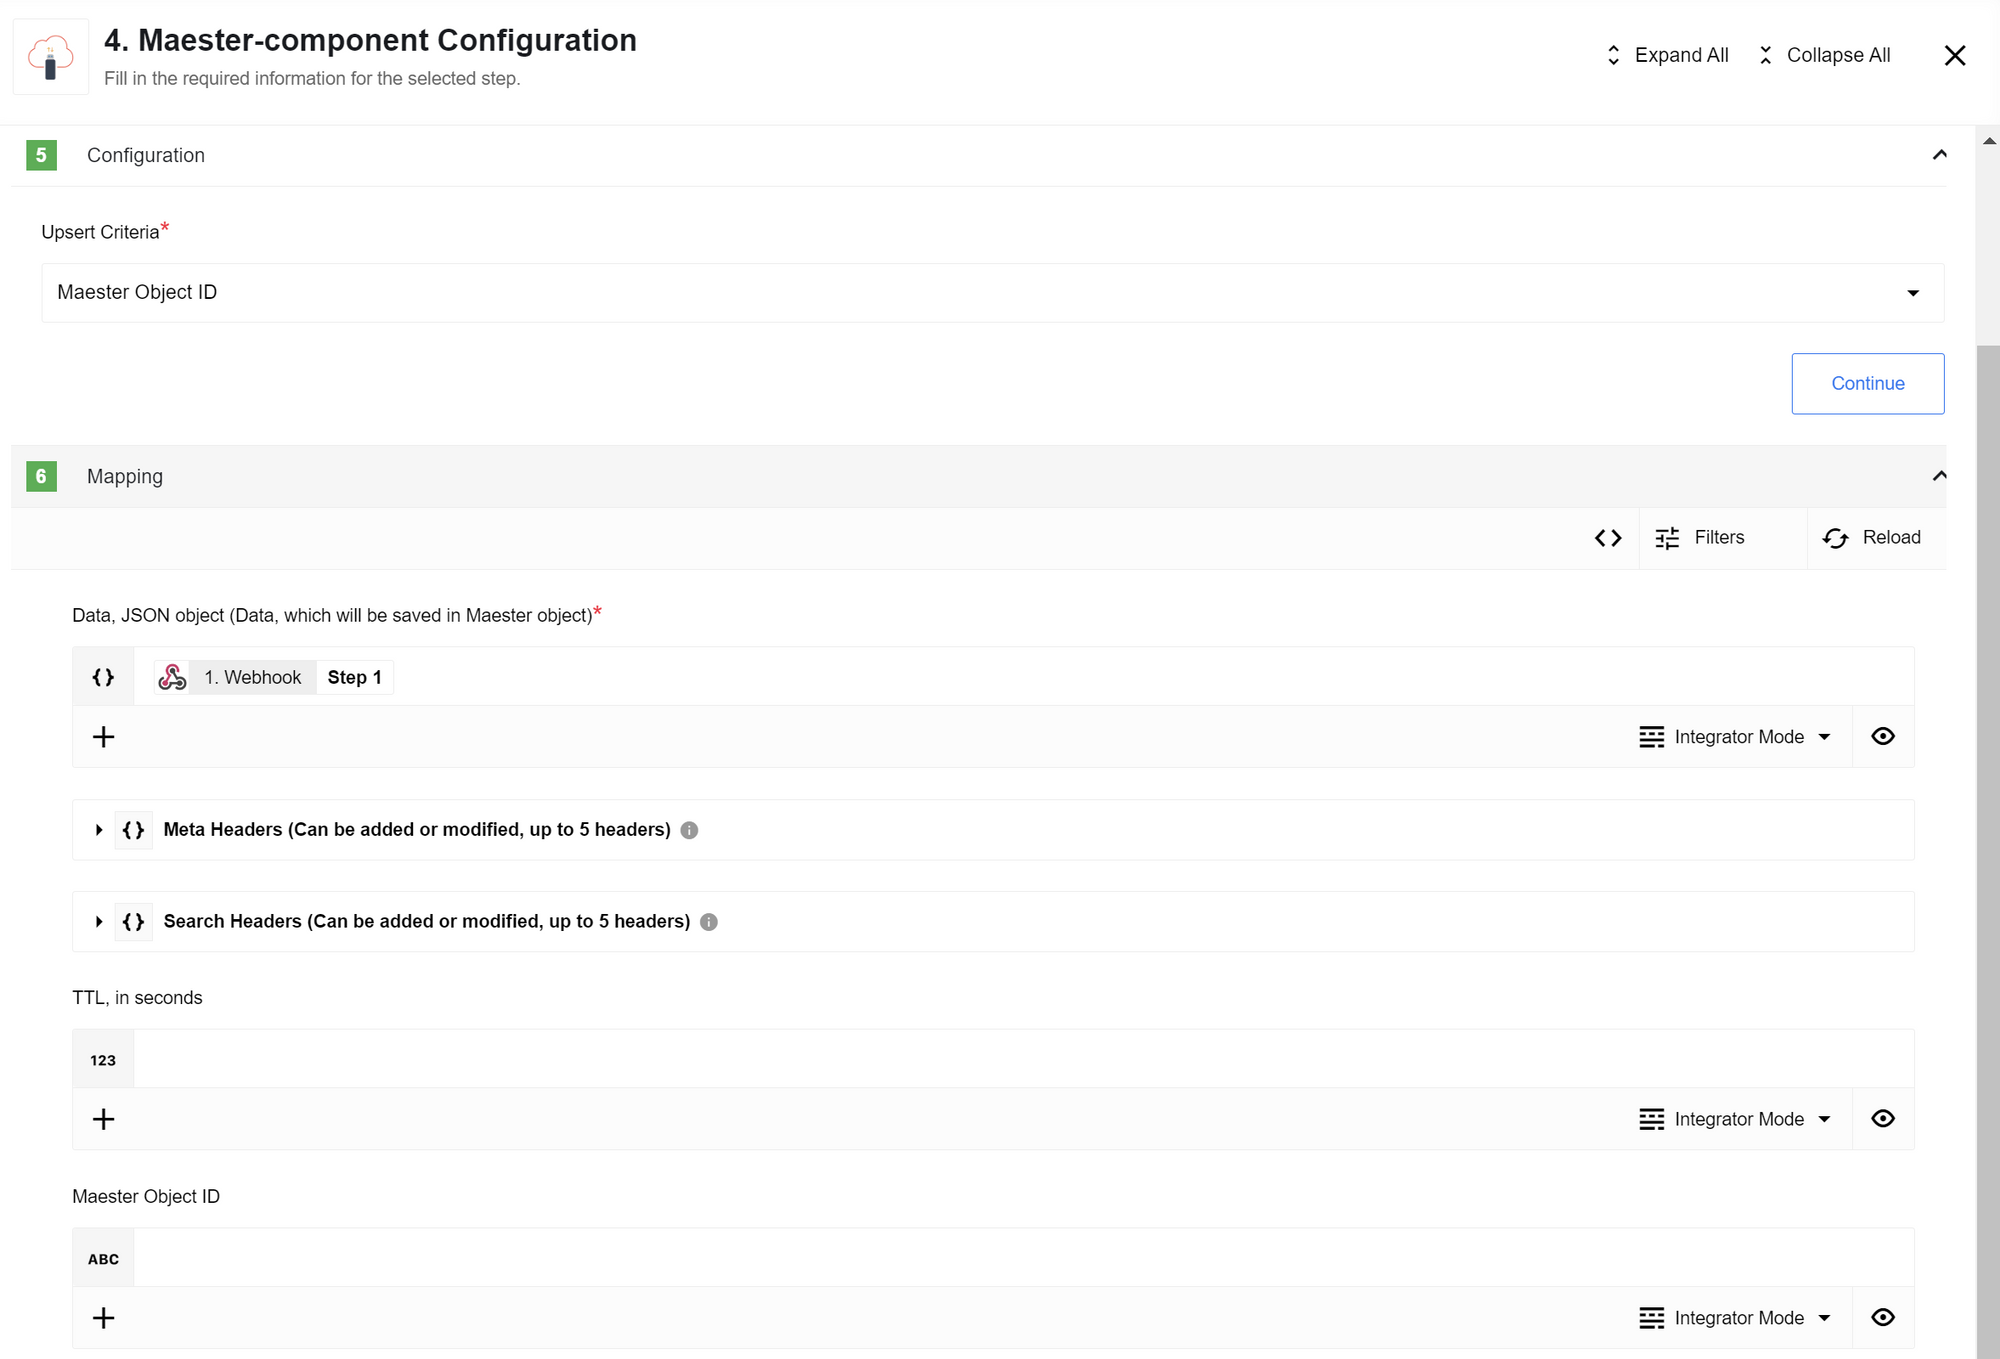 4. Maester-component Configuration
Fill in the required information for the selected step.
Expand All
Collapse All
5 Configuration
Upsert Criteria*
Maester Object ID
Continue
6 Mapping
Filters
Reload
Data, JSON object (Data, which will be saved in Maester object)*
{} 1. Webhook Step 1
Integrator Mode
{} Meta Headers (Can be added or modified, up to 5 headers)
{} Search Headers (Can be added or modified, up to 5 headers)
TTL, in seconds
123
Integrator Mode
Maester Object ID
ABC
Integrator Mode